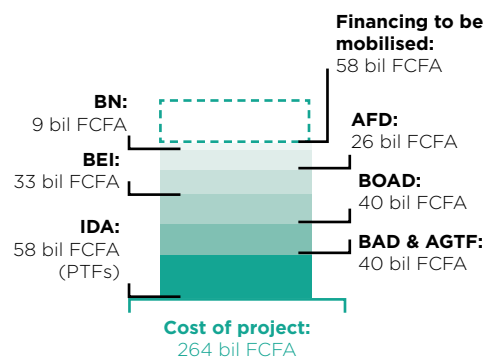 Financing to be
mobilised:
58 bil FCFA
BN:
9 bil FCFA
AFD:
26 bil FCFA
BEI:
33 bil FCFA
BOAD:
40 bil FCFA
IDA:
58 bil FCFA
(PTFs)
BAD & AGTF:
40 bil FCFA
Cost of project:
264 bil FCFA